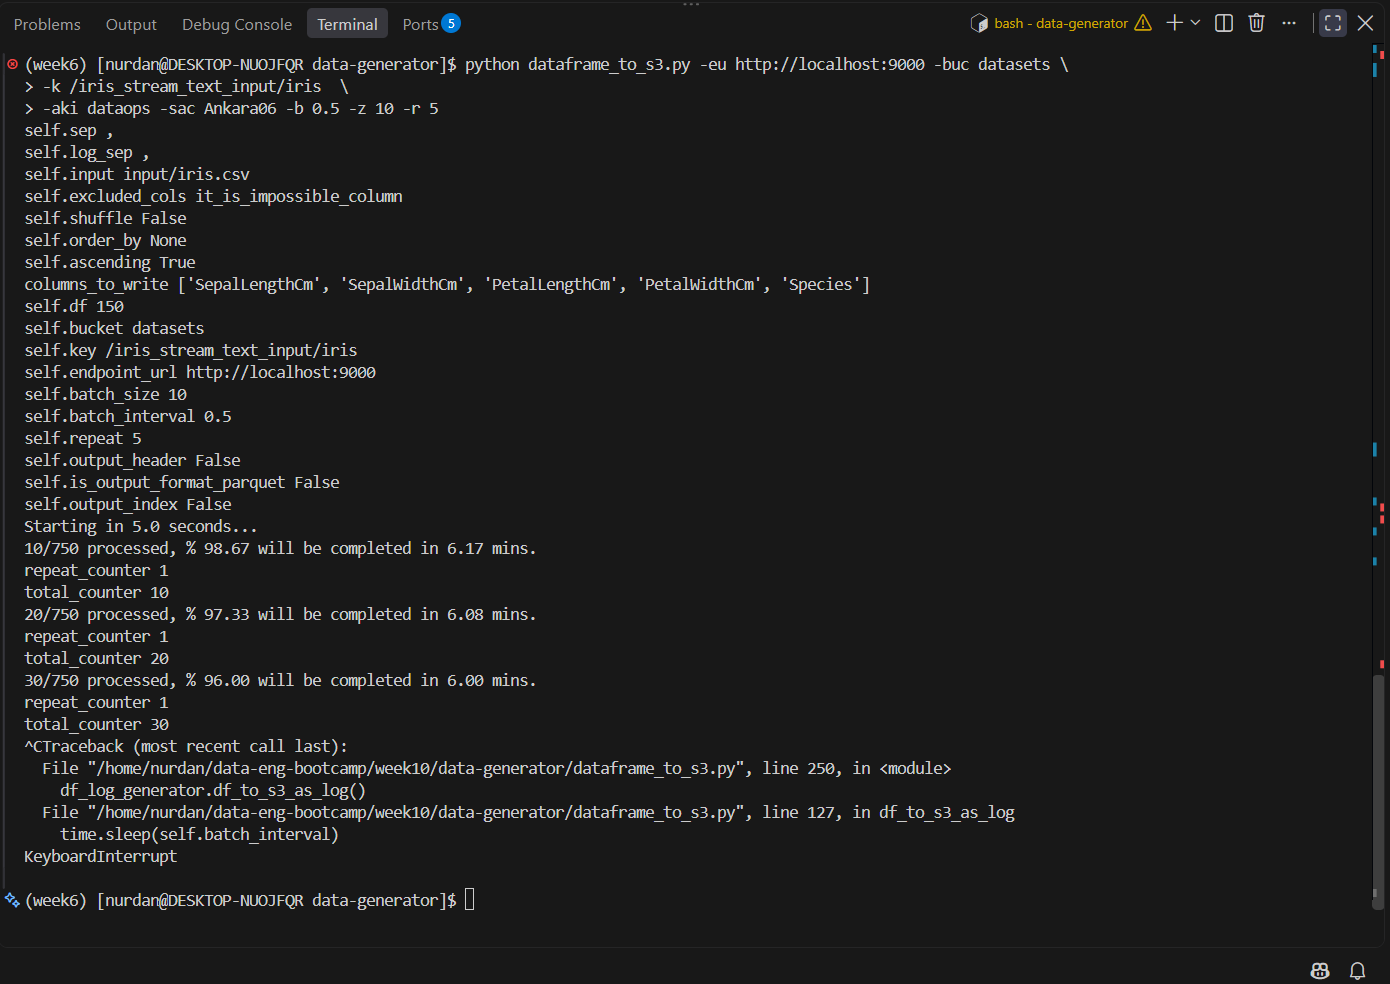 Problems Output Debug Console Terminal Ports 5 bash - data-generator
(week6) [nurdan@DESKTOP-NUOJFQR data-generator]$ python dataframe_to_s3.py -eu http://localhost:9000 -buc datasets \
> -k /iris_stream_text_input/iris  \
> -aki dataops -sac Ankara06 -b 0.5 -z 10 -r 5
self.sep ,
self.log_sep ,
self.input input/iris.csv
self.excluded_cols it_is_impossible_column
self.shuffle False
self.order_by None
self.ascending True
columns_to_write ['SepalLengthCm', 'SepalWidthCm', 'PetalLengthCm', 'PetalWidthCm', 'Species']
self.df 150
self.bucket datasets
self.key /iris_stream_text_input/iris
self.endpoint_url http://localhost:9000
self.batch_size 10
self.batch_interval 0.5
self.repeat 5
self.output_header False
self.is_output_format_parquet False
self.output_index False
Starting in 5.0 seconds...
10/750 processed, % 98.67 will be completed in 6.17 mins.
repeat_counter 1
total_counter 10
20/750 processed, % 97.33 will be completed in 6.08 mins.
repeat_counter 1
total_counter 20
30/750 processed, % 96.00 will be completed in 6.00 mins.
repeat_counter 1
total_counter 30
^CTraceback (most recent call last):
  File "/home/nurdan/data-eng-bootcamp/week10/data-generator/dataframe_to_s3.py", line 250, in <module>
    df_log_generator.df_to_s3_as_log()
  File "/home/nurdan/data-eng-bootcamp/week10/data-generator/dataframe_to_s3.py", line 127, in df_to_s3_as_log
    time.sleep(self.batch_interval)
KeyboardInterrupt
(week6) [nurdan@DESKTOP-NUOJFQR data-generator]$